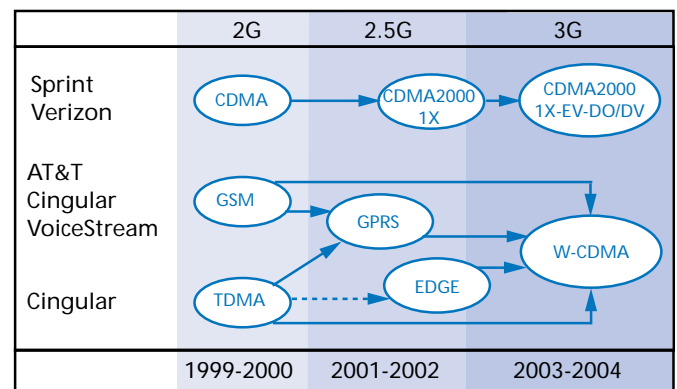 2G 2.5G 3G
Sprint
Verizon
CDMA
CDMA2000
1X
CDMA2000
1X-EV-DO/DV
AT&T
Cingular
VoiceStream
GSM
GPRS
W-CDMA
Cingular
TDMA
EDGE
1999-2000 2001-2002 2003-2004